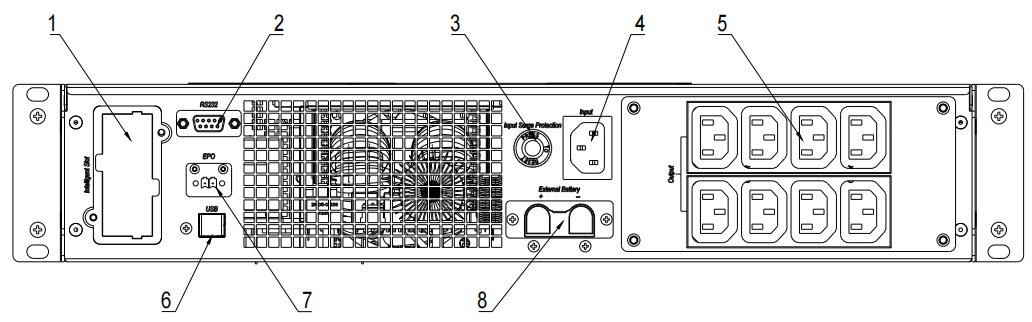 1 2 3 4 5
RS232
Input Surge Protection
Input
Intelligent Slot
EPO
Output
External Battery
+ -
USB
6 7 8